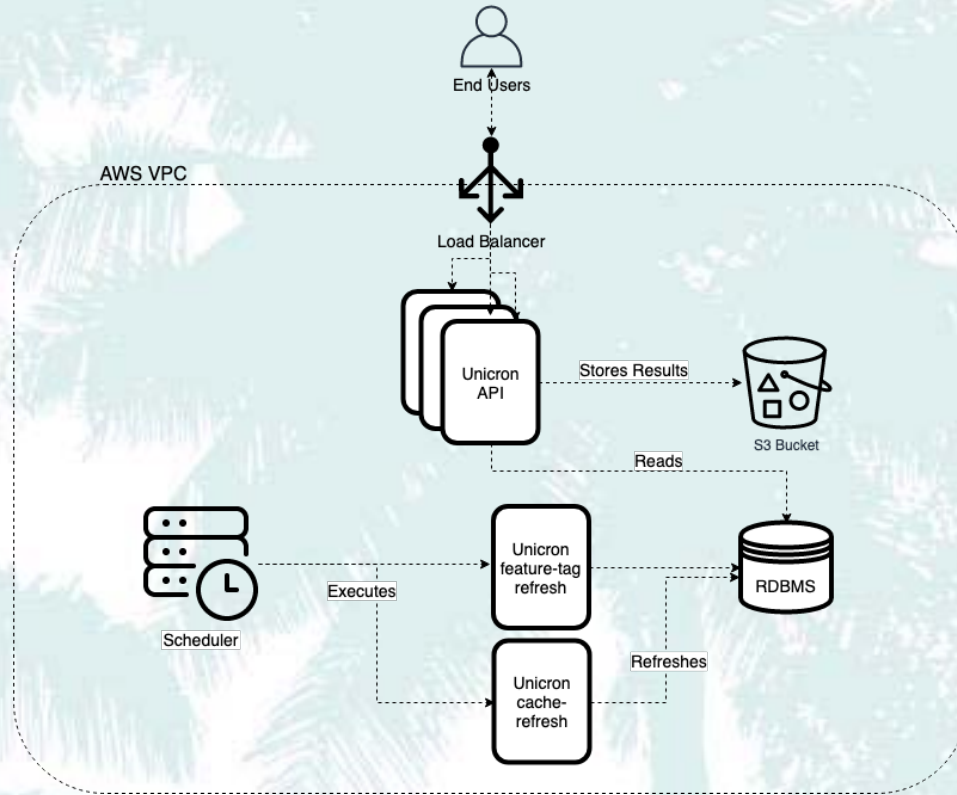 End Users
AWS VPC
Load Balancer
Unicron
API
Stores Results
S3 Bucket
Reads
Unicron
feature-tag
refresh
RDBMS
Executes
Scheduler
Refreshes
Unicron
cache-
refresh